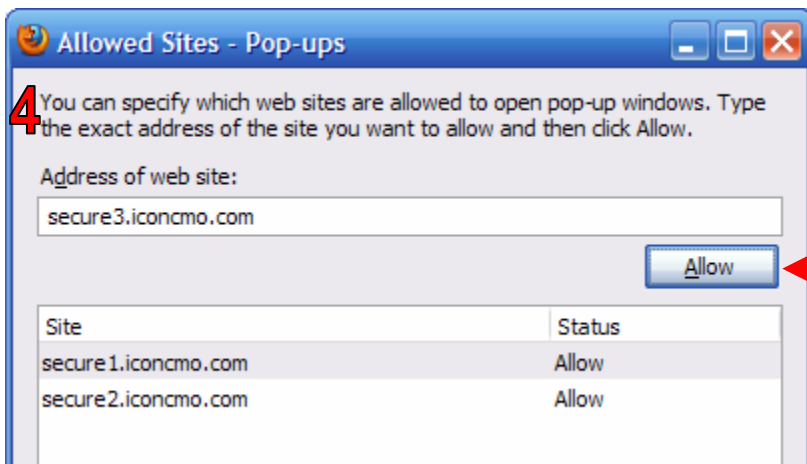 Allowed Sites - Pop-ups
4
You can specify which web sites are allowed to open pop-up windows. Type
the exact address of the site you want to allow and then click Allow.
Address of web site:
secure3.iconcmo.com
Allow
Site Status
secure1.iconcmo.com Allow
secure2.iconcmo.com Allow